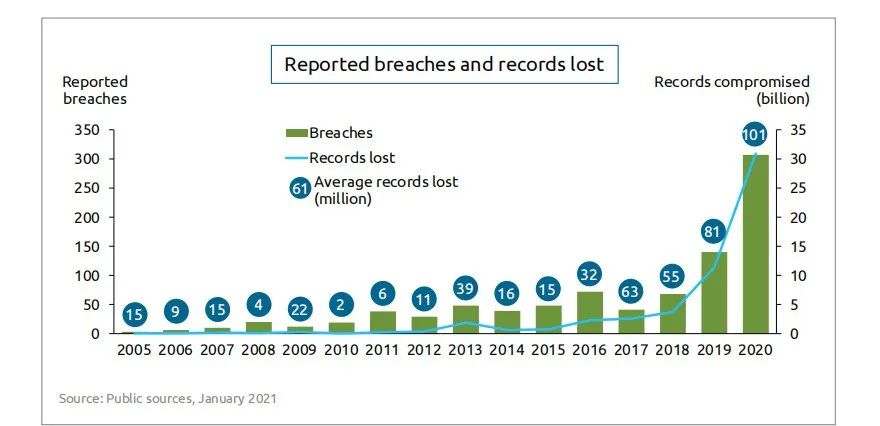 Reported breaches and records lost
Reported
breaches
Records compromised
(billion)
350
300
250
200
150
100
50
0
35
30
25
20
15
10
5
0
Breaches
Records lost
61 Average records lost
(million)
15 9 15 4 22 2 6 11 39 16 15 32 63 55 81 101
2005 2006 2007 2008 2009 2010 2011 2012 2013 2014 2015 2016 2017 2018 2019 2020
Source: Public sources, January 2021